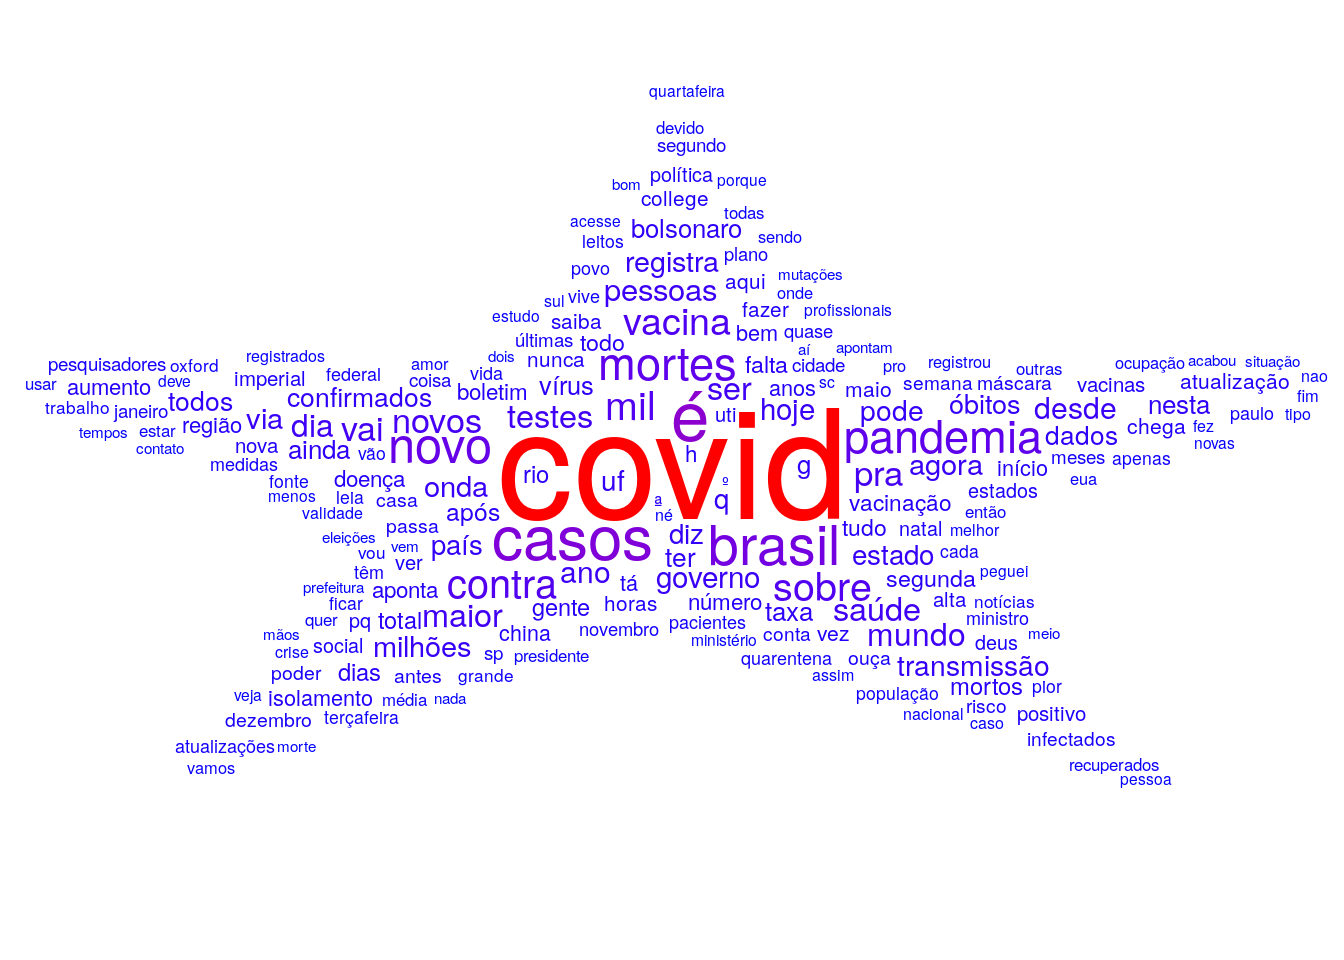 quartafeira
devido
segundo
política
porque
bom
college
todas
acesse
bolsonaro
sendo
leitos
plano
registra
povo
mutações
aqui
pessoas
onde
sul
vive
fazer
profissionais
estudo
saiba
vacina
bem
quase
últimas
todo
aí
apontam
registrados
dois
nunca
mortes
falta
cidade
pro
registrou
outras
ocupação
acabou
situação
pesquisadores
oxford
amor
vida
federal
imperial
coisa
boletim
vírus
ser
anos
sc
maio
semana
máscara
vacinas
atualização
nao
usar
aumento
deve
confirmados
mil
é
uti
hoje
pode
óbitos
desde
nesta
paulo
tipo
fim
trabalho
janeiro
todos
via
dia
vai
novos
testes
chega
fez
tempos
estar
região
contato
nova
ainda
vão
novo
covid
h
g
pandemia
dados
novas
medidas
meses
apenas
fonte
doença
onda
rio
uf
pra
agora
início
eua
menos
leia
casa
ª
º
q
vacinação
estados
validade
passa
após
né
então
eleições
vou
vem
país
casos
diz
brasil
tudo
natal
melhor
têm
ver
ter
estado
cada
prefeitura
aponta
contra
ano
tá
governo
sobre
segunda
peguei
ficar
gente
horas
número
taxa
saúde
alta
notícias
quer
pq
total
maior
china
novembro
pacientes
ministro
mãos
crise
social
milhões
sp
presidente
ministério
conta
vez
mundo
deus
meio
poder
dias
antes
grande
quarentena
ouça
assim
transmissão
veja
isolamento
média
nada
população
mortos
pior
dezembro
terçafeira
nacional
risco
caso
positivo
atualizações
morte
infectados
vamos
recuperados
pessoa